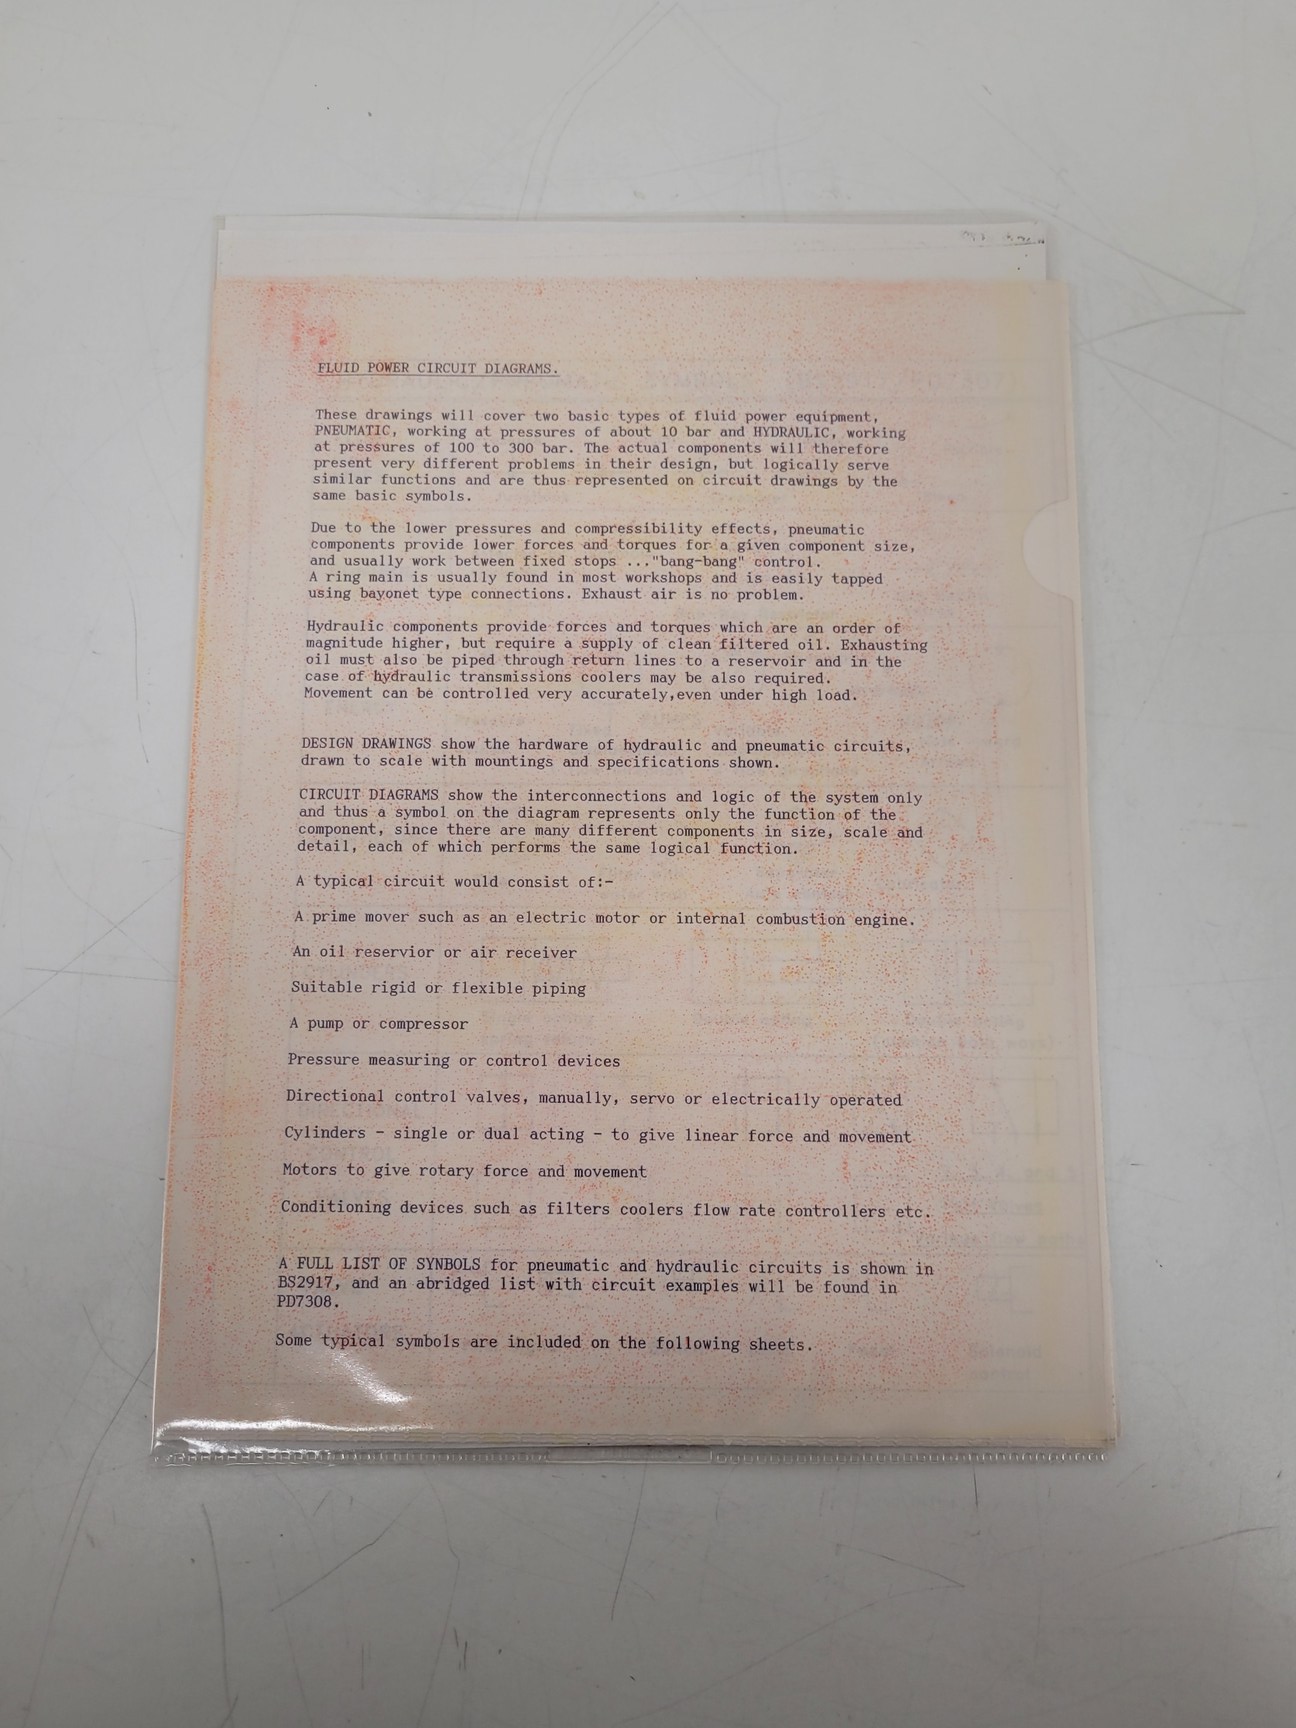 FLUID POWER CIRCUIT DIAGRAMS.
These drawings will cover two basic types of fluid power equipment,
PNEUMATIC, working at pressures of about 10 bar and HYDRAULIC, working
at pressures of 100 to 300 bar. The actual components will therefore
present very different problems in their design, but logically serve
similar functions and are thus represented on circuit drawings by the
same basic symbols.
Due to the lower pressures and compressibility effects, pneumatic
components provide lower forces and torques for a given component size,
and usually work between fixed stops ..."bang-bang" control.
A ring main is usually found in most workshops and is easily tapped
using bayonet type connections. Exhaust air is no problem.
Hydraulic components provide forces and torques which are an order of
magnitude higher, but require a supply of clean filtered oil. Exhausting
oil must also be piped through return lines to a reservoir and in the
case of hydraulic transmissions coolers may be also required.
Movement can be controlled very accurately,even under high load.
DESIGN DRAWINGS show the hardware of hydraulic and pneumatic circuits,
drawn to scale with mountings and specifications shown.
CIRCUIT DIAGRAMS show the interconnections and logic of the system only
and thus a symbol on the diagram represents only the function of the
component, since there are many different components in size, scale and
detail, each of which performs the same logical function.
A typical circuit would consist of:-
A prime mover such as an electric motor or internal combustion engine.
An oil reservior or air receiver
Suitable rigid or flexible piping
A pump or compressor
Pressure measuring or control devices
Directional control valves, manually, servo or electrically operated
Cylinders - single or dual acting - to give linear force and movement
Motors to give rotary force and movement
Conditioning devices such as filters coolers flow rate controllers etc.
A FULL LIST OF SYNBOLS for pneumatic and hydraulic circuits is shown in
BS2917, and an abridged list with circuit examples will be found in
PD7308.
Some typical symbols are included on the following sheets.